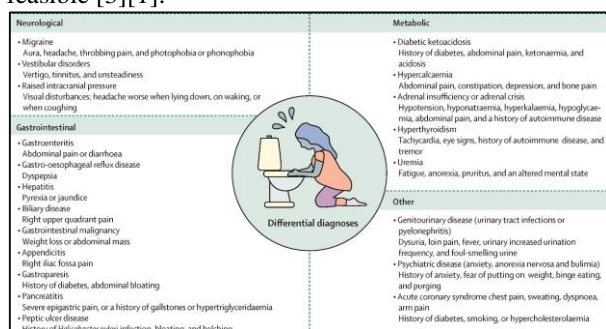 feasible [3][1].
Neurological
• Migraine
Aura, headache, throbbing pain, and photophobia or phonophobia
• Vestibular disorders
Vertigo, tinnitus, and unsteadiness
• Raised intracranial pressure
Visual disturbances; headache worse when lying down, on waking, or
when coughing
Gastrointestinal
• Gastroenteritis
Abdominal pain or diarrhoea
• Gastro-oesophageal reflux disease
Dyspepsia
• Hepatitis
Pyrexia or jaundice
• Biliary disease
Right upper quadrant pain
• Gastrointestinal malignancy
Weight loss or abdominal mass
• Appendicitis
Right iliac fossa pain
• Gastroparesis
History of diabetes, abdominal bloating
• Pancreatitis
Severe epigastric pain, or a history of gallstones or hypertriglyceridaemia
• Peptic ulcer disease
History of Helicobacter pylori infection, bloating, and belching
Differential diagnoses
Metabolic
• Diabetic ketoacidosis
History of diabetes, abdominal pain, ketonaemia, and
acidosis
• Hypercalcaemia
Abdominal pain, constipation, depression, and bone pain
• Adrenal insufficiency or adrenal crisis
Hypotension, hyponatraemia, hyperkalaemia, hypoglycae-
mia, abdominal pain, and a history of autoimmune disease
• Hyperthyroidism
Tachycardia, eye signs, history of autoimmune disease, and
tremor
• Uremia
Fatigue, anorexia, pruritus, and an altered mental state
Other
• Genitourinary disease (urinary tract infections or
pyelonephritis)
Dysuria, loin pain, fever, urinary increased urination
frequency, and foul-smelling urine
• Psychiatric disease (anxiety, anorexia nervosa and bulimia)
History of anxiety, fear of putting on weight, binge eating,
and purging
• Acute coronary syndrome chest pain, sweating, dyspnoea,
arm pain
History of diabetes, smoking, or hypercholesterolaemia